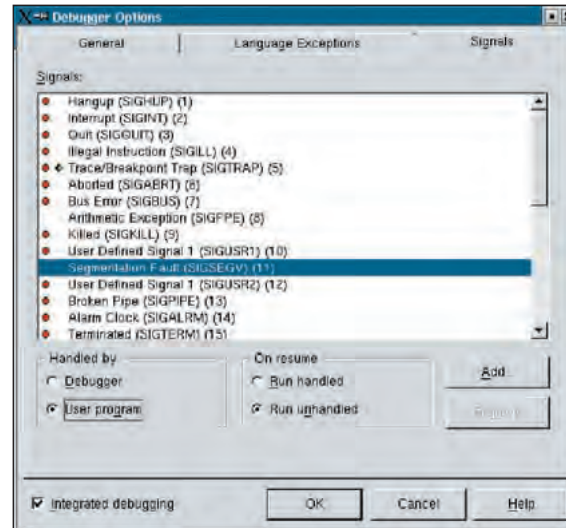 Debugger Options
General
Language Exceptions
Signals
Signals:
Hangup (SIGHUP) (1)
Interrupt (SIGINT) (2)
Quit (SIGQUIT) (3)
Illegal Instruction (SIGILL) (4)
Trace/Breakpoint Trap (SIGTRAP) (5)
Aborted (SIGABRT) (6)
Bus Error (SIGBUS) (7)
Arithmetic Exception (SIGFPE) (8)
Killed (SIGKILL) (9)
User Defined Signal 1 (SIGUSR1) (10)
Segmentation Fault (SIGSEGV) (11)
User Defined Signal 1 (SIGUSR2) (12)
Broken Pipe (SIGPIPE) (13)
Alarm Clock (SIGALRM) (14)
Terminated (SIGTERM) (15)
Handled by
Debugger
User program
On resume
Run handled
Run unhandled
Add...
Integrated debugging
OK
Cancel
Help